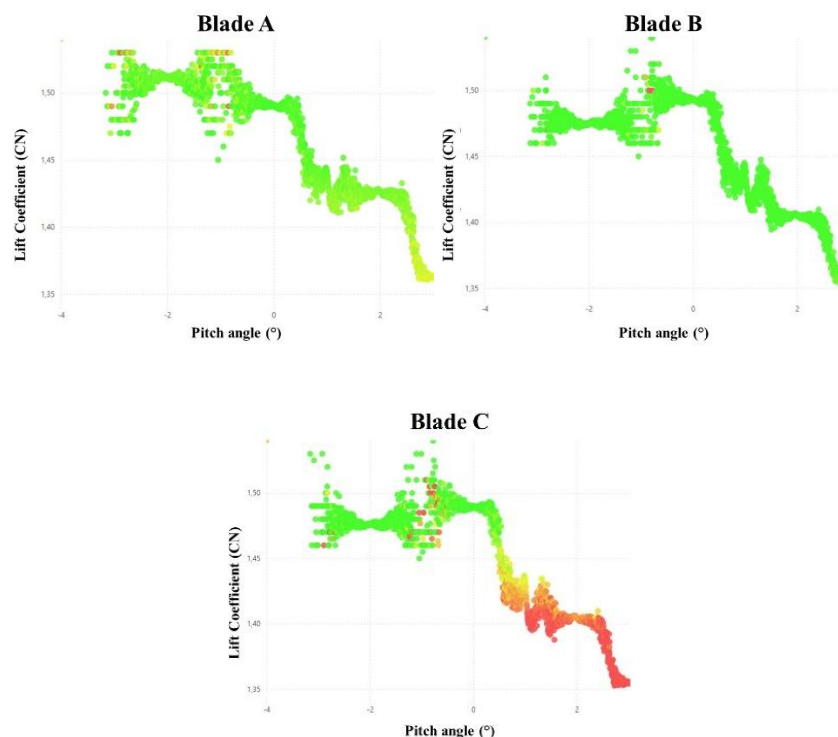 Blade A
1,50
1,45
1,40
1,35
-4
-2
0
2
Lift Coefficient (CN)
Pitch angle (°)
Blade B
1,50
1,45
1,40
1,35
-4
-2
0
2
Lift Coefficient (CN)
Pitch angle (°)
Blade C
1,50
1,45
1,40
1,35
-4
-2
0
2
Lift Coefficient (CN)
Pitch angle (°)